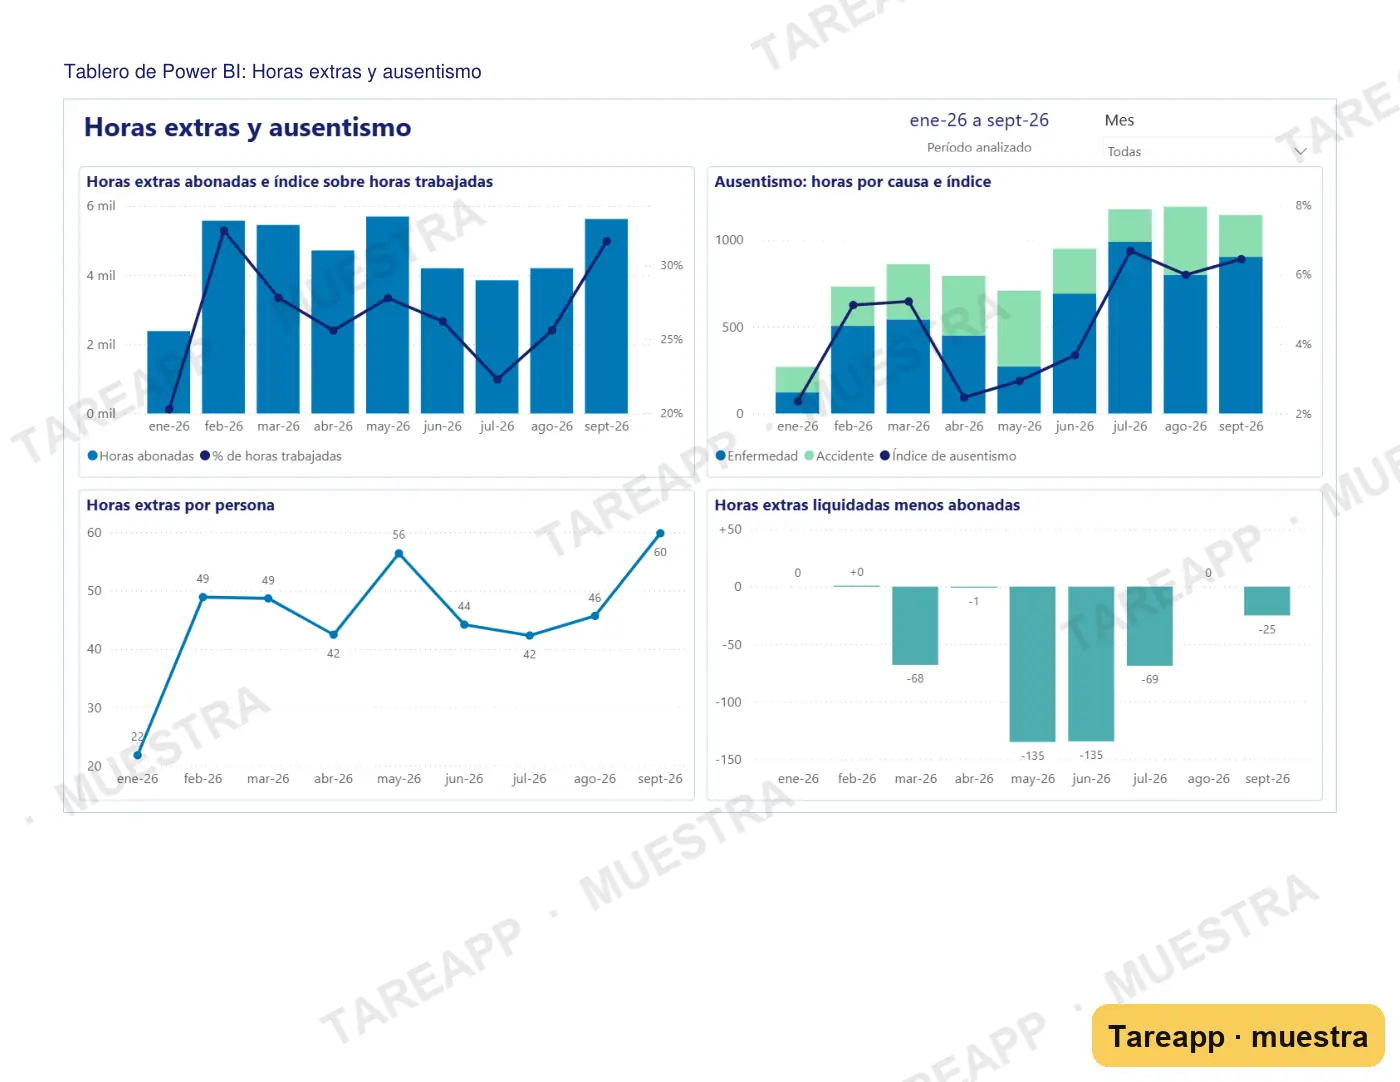 Tablero de Power BI: Horas extras y ausentismo
Horas extras y ausentismo
ene-26 a sept-26
Período analizado
Mes
Todas
Horas extras abonadas e índice sobre horas trabajadas
6 mil
4 mil
2 mil
0 mil
30%
25%
20%
ene-26 feb-26 mar-26 abr-26 may-26 jun-26 jul-26 ago-26 sept-26
Horas abonadas % de horas trabajadas
Ausentismo: horas por causa e índice
1000
500
0
8%
6%
4%
2%
ene-26 feb-26 mar-26 abr-26 may-26 jun-26 jul-26 ago-26 sept-26
Enfermedad Accidente Índice de ausentismo
Horas extras por persona
60
50
40
30
20
22 49 49 42 56 44 42 46 60
ene-26 feb-26 mar-26 abr-26 may-26 jun-26 jul-26 ago-26 sept-26
Horas extras liquidadas menos abonadas
+50
0
-50
-100
-150
0 +0 -68 -1 -135 -135 -69 0 -25
ene-26 feb-26 mar-26 abr-26 may-26 jun-26 jul-26 ago-26 sept-26
TAREAPP · MUESTRA
TAREAPP · MUESTRA · TAREAPP
TAREAPP · MUESTRA
Tareapp · muestra